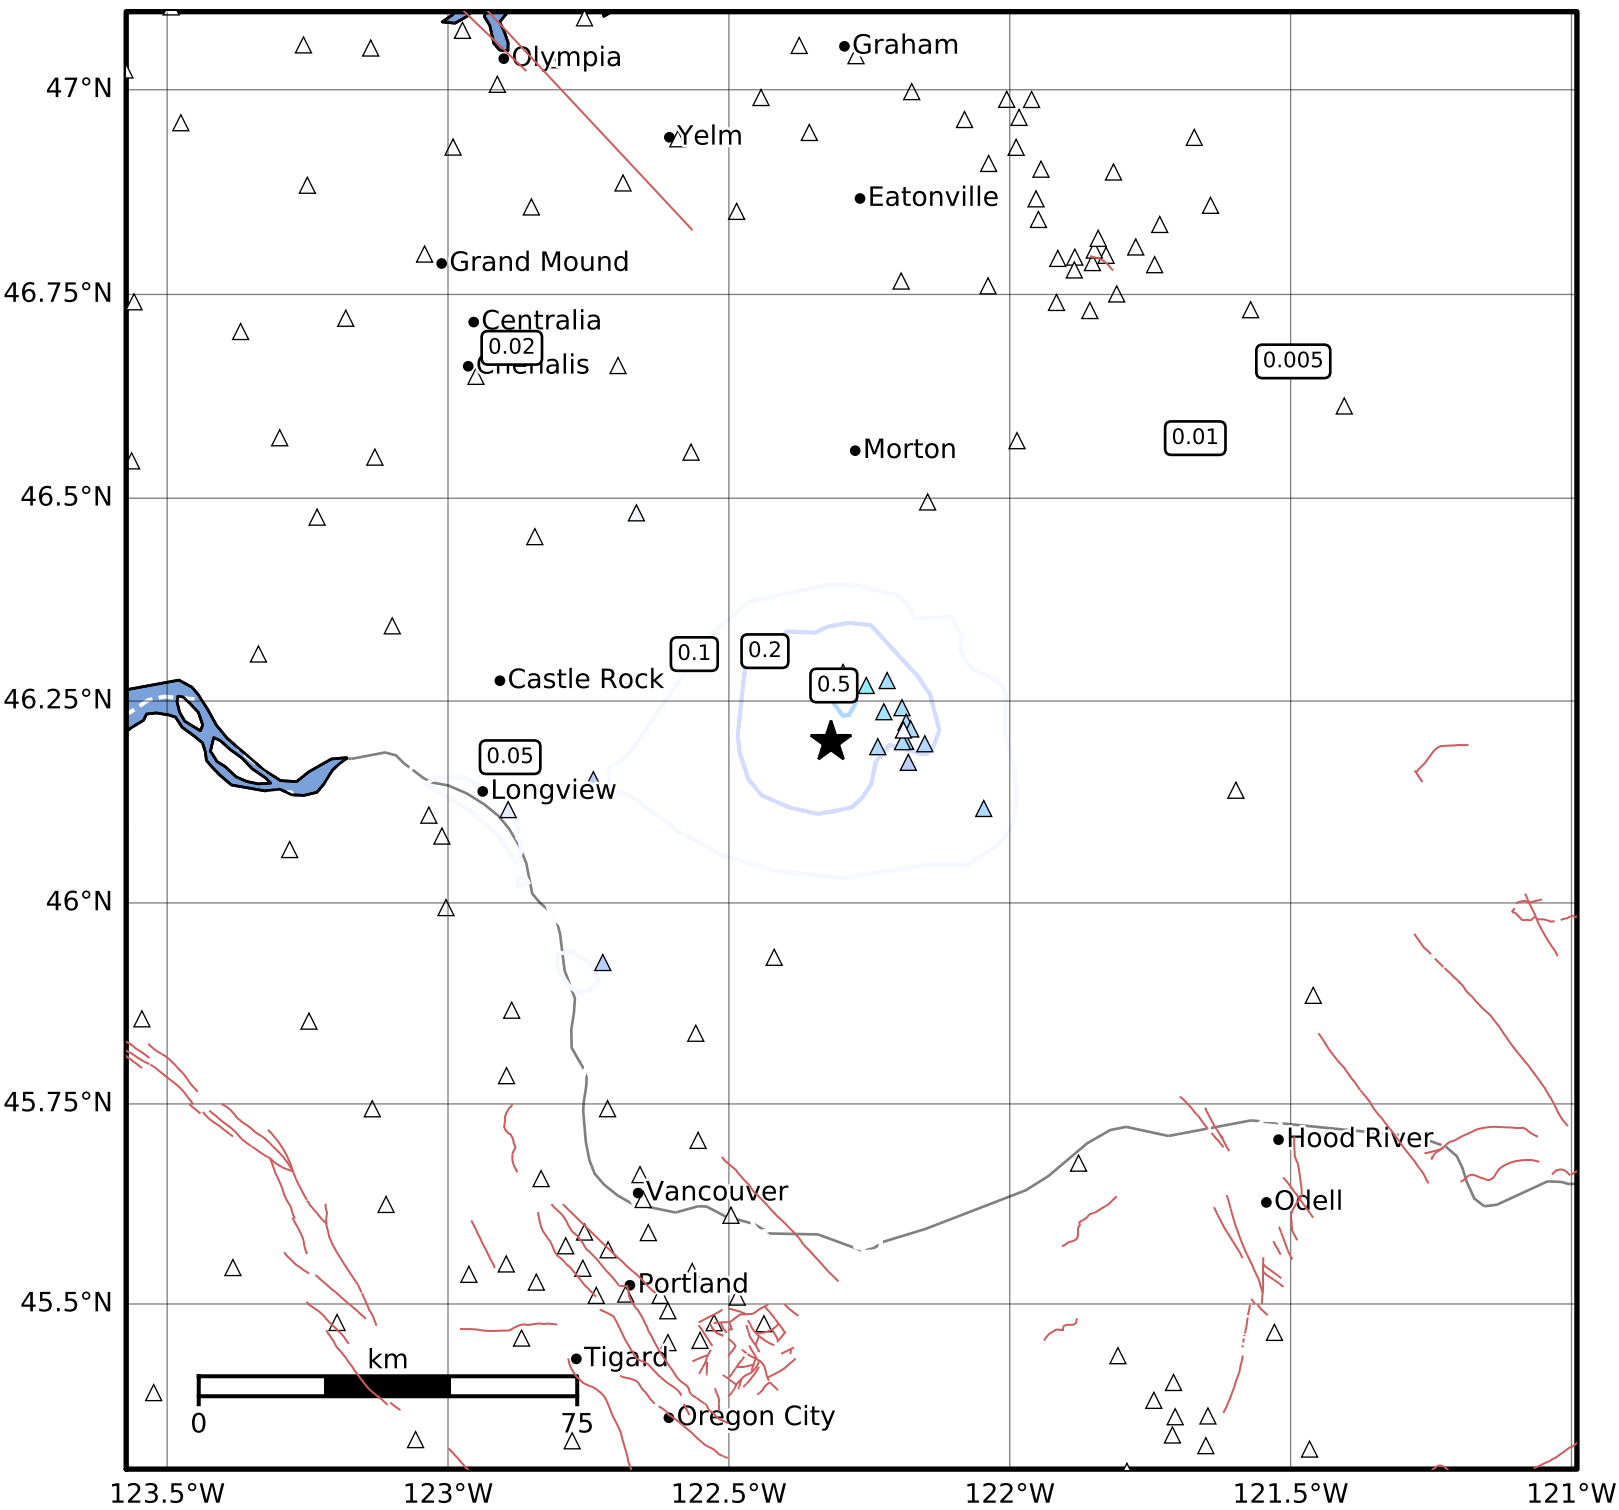 Olympia
Graham
47°N
Yelm
Eatonville
Grand Mound
46.75°N
Centralia
0.02
Chehalis
0.005
0.01
Morton
46.5°N
0.1
0.2
0.5
Castle Rock
46.25°N
0.05
Longview
46°N
45.75°N
Hood River
Vancouver
Odell
Portland
45.5°N
km
Tigard
0
75
Oregon City
123.5°W
123°W
122.5°W
122°W
121.5°W
121°W